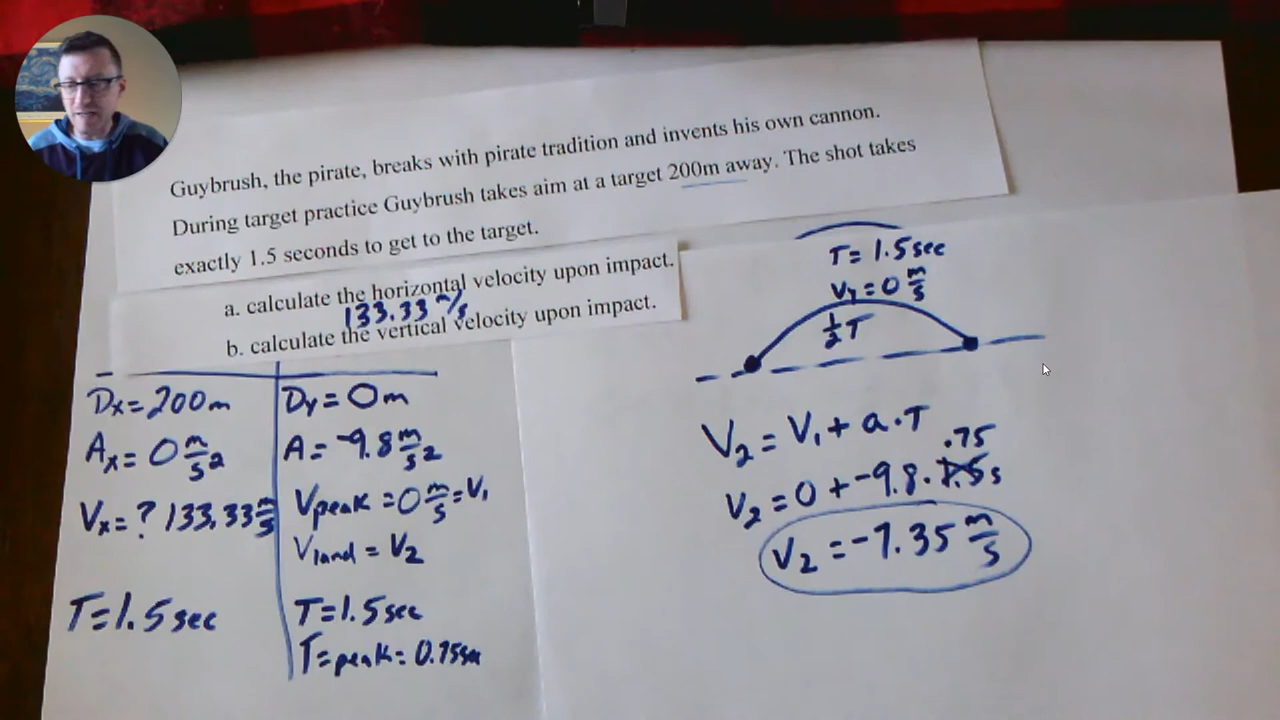 Guybrush, the pirate, breaks with pirate tradition and invents his own cannon.
During target practice Guybrush takes aim at a target 200m away. The shot takes
exactly 1.5 seconds to get to the target.
a. calculate the horizontal velocity upon impact.
133.33 m/s
b. calculate the vertical velocity upon impact.
Dx = 200m
Ax = 0 m/s2
Vx = ? 133.33 m/s
T = 1.5 sec
Dy = 0m
A = -9.8 m/s2
Vpeak = 0 m/s = V1
Vland = V2
T = 1.5 sec
T = peak = 0.75 sec
T = 1.5 sec
Vy = 0 m/s
1/2 T
V2 = V1 + a · T
.75
V2 = 0 + -9.8 · 1.5 s
V2 = -7.35 m/s